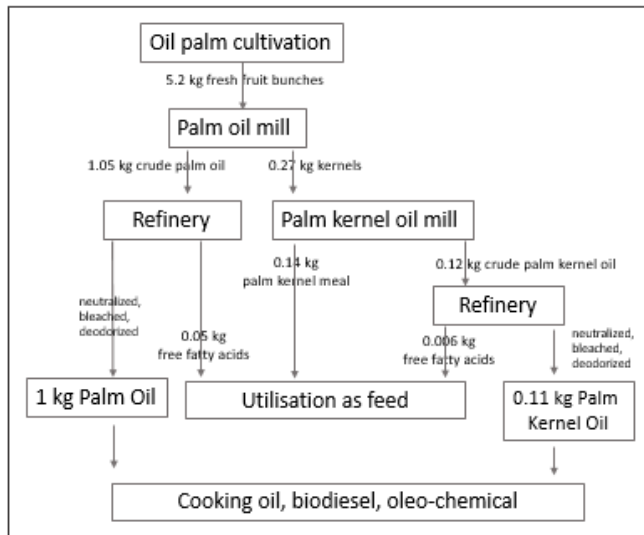 Oil palm cultivation
5.2 kg fresh fruit bunches
Palm oil mill
1.05 kg crude palm oil
0.27 kg kernels
Refinery
Palm kernel oil mill
0.14 kg
palm kernel meal
0.12 kg crude palm kernel oil
Refinery
neutralized,
bleached,
deodorized
0.05 kg
free fatty acids
0.006 kg
free fatty acids
neutralized,
bleached,
deodorized
1 kg Palm Oil
Utilisation as feed
0.11 kg Palm
Kernel Oil
Cooking oil, biodiesel, oleo-chemical